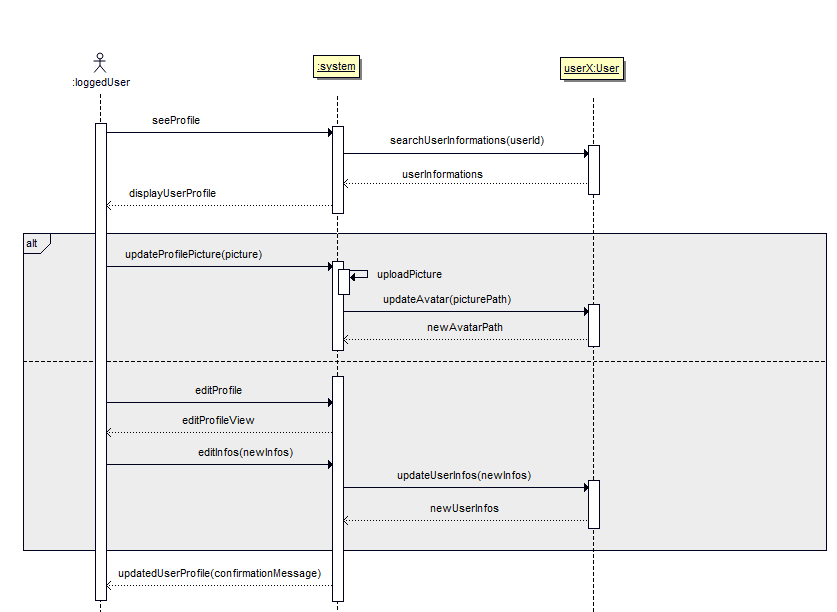 :loggedUser
:system
userX:User
seeProfile
searchUserInformations(userId)
userInformations
displayUserProfile
alt
updateProfilePicture(picture)
uploadPicture
updateAvatar(picturePath)
newAvatarPath
editProfile
editProfileView
editInfos(newInfos)
updateUserInfos(newInfos)
newUserInfos
updatedUserProfile(confirmationMessage)